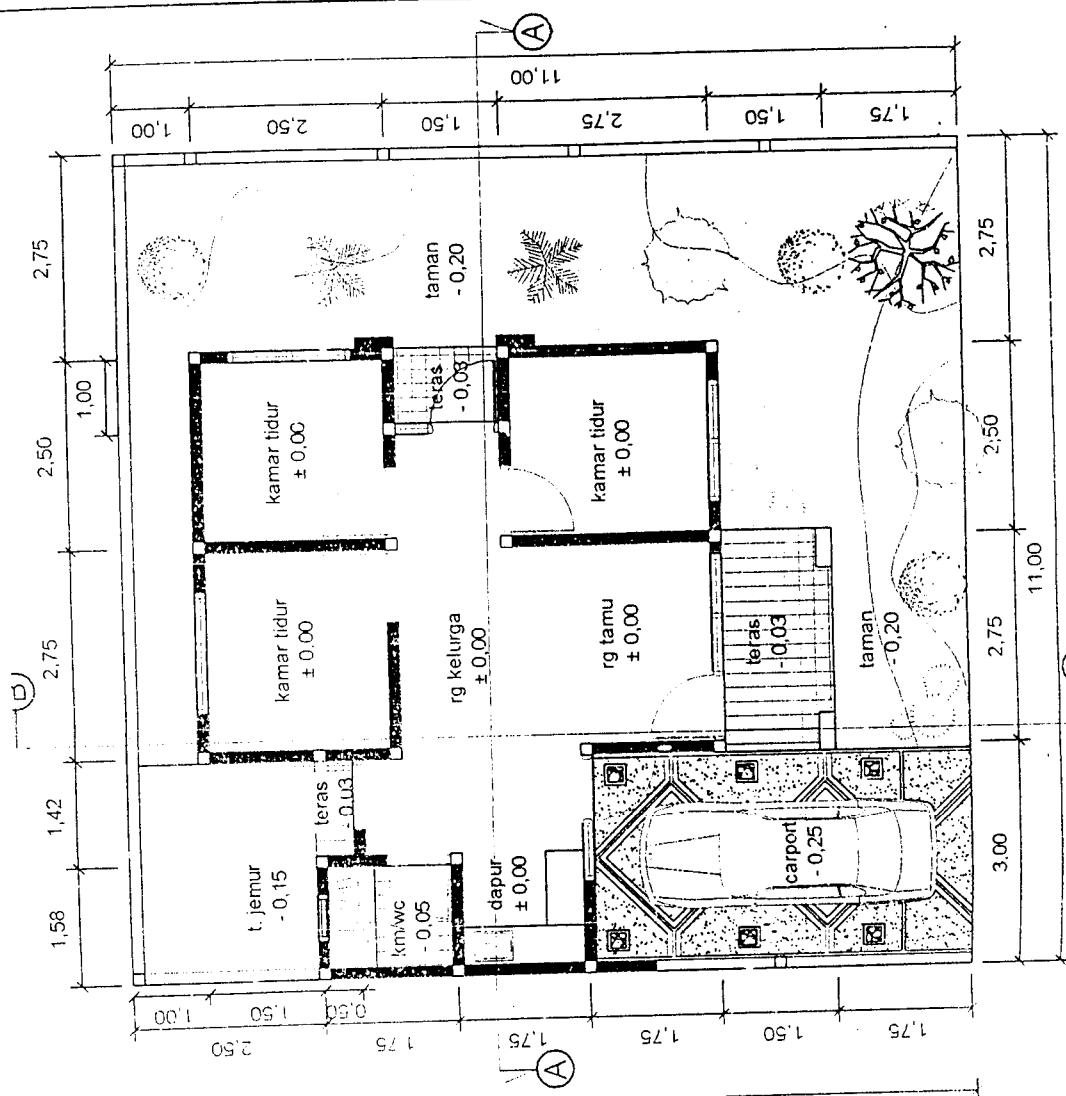 A
11,00
1,00
2,50
1,50
2,75
1,50
1,75
2,75
1,00
2,50
2,75
1,42
1,58
taman
- 0,20
kamar tidur
± 0,00
teras
- 0,03
kamar tidur
± 0,00
kamar tidur
± 0.00
rg kelurga
± 0,00
rg tamu
± 0,00
teras
- 0,03
taman
- 0,20
t. jemur
- 0,15
teras
- 0,03
km/wc
- 0,05
dapur
± 0,00
carport
- 0,25
2,75
2,50
2,75
3.00
11,00
1,00
1,50
0,50
2,50
1,75
1,75
1,75
1,50
1,75
A